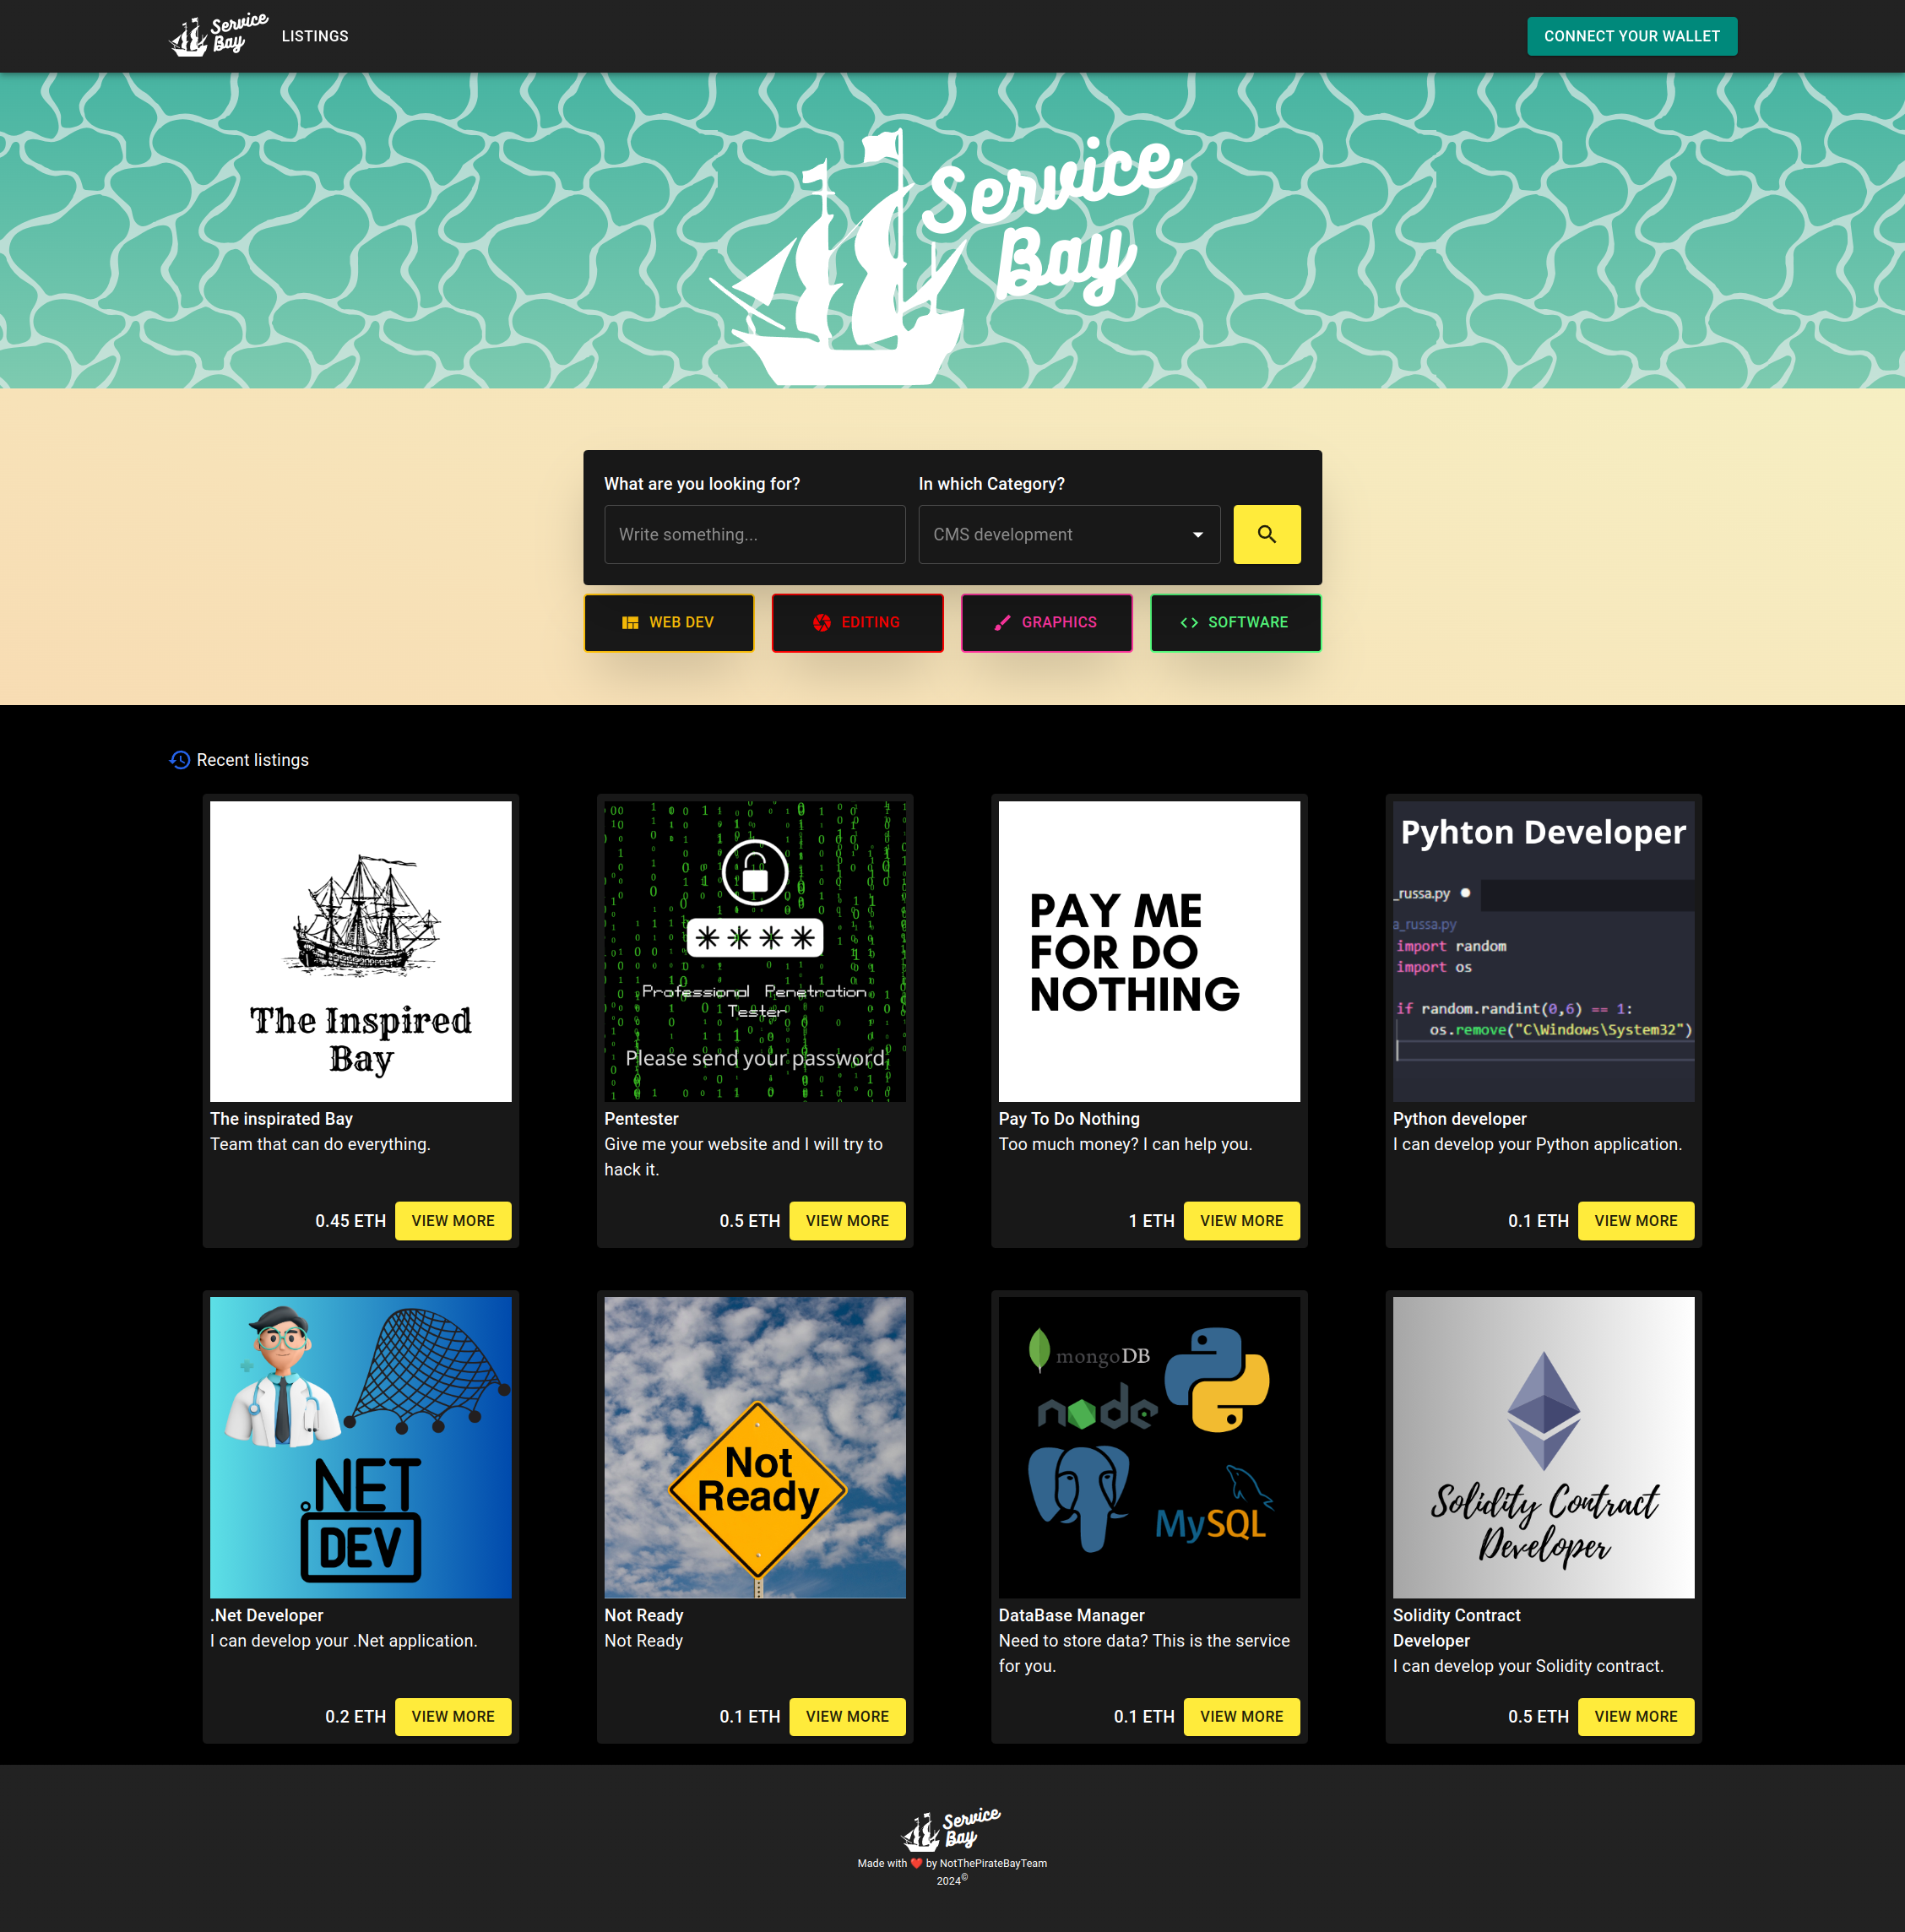 Service
Bay
LISTINGS
CONNECT YOUR WALLET
Service
Bay
What are you looking for?
In which Category?
Write something...
CMS development
WEB DEV
EDITING
GRAPHICS
SOFTWARE
Recent listings
The Inspired
Bay
The inspirated Bay
Team that can do everything.
0.45 ETH
VIEW MORE
****
Professional Penetration
Tester
Please send your password
Pentester
Give me your website and I will try to
hack it.
0.5 ETH
VIEW MORE
PAY ME
FOR DO
NOTHING
Pay To Do Nothing
Too much money? I can help you.
1 ETH
VIEW MORE
Pyhton Developer
_russa.py
a_russa.py
import random
import os
if random.randint(0,6) == 1:
os.remove("C\Windows\System32")
Python developer
I can develop your Python application.
0.1 ETH
VIEW MORE
.NET
DEV
.Net Developer
I can develop your .Net application.
0.2 ETH
VIEW MORE
Not
Ready
Not Ready
Not Ready
0.1 ETH
VIEW MORE
mongoDB
node
MySQL
DataBase Manager
Need to store data? This is the service
for you.
0.1 ETH
VIEW MORE
Solidity Contract
Developer
Solidity Contract
Developer
I can develop your Solidity contract.
0.5 ETH
VIEW MORE
Service
Bay
Made with ❤️ by NotThePirateBayTeam
2024©